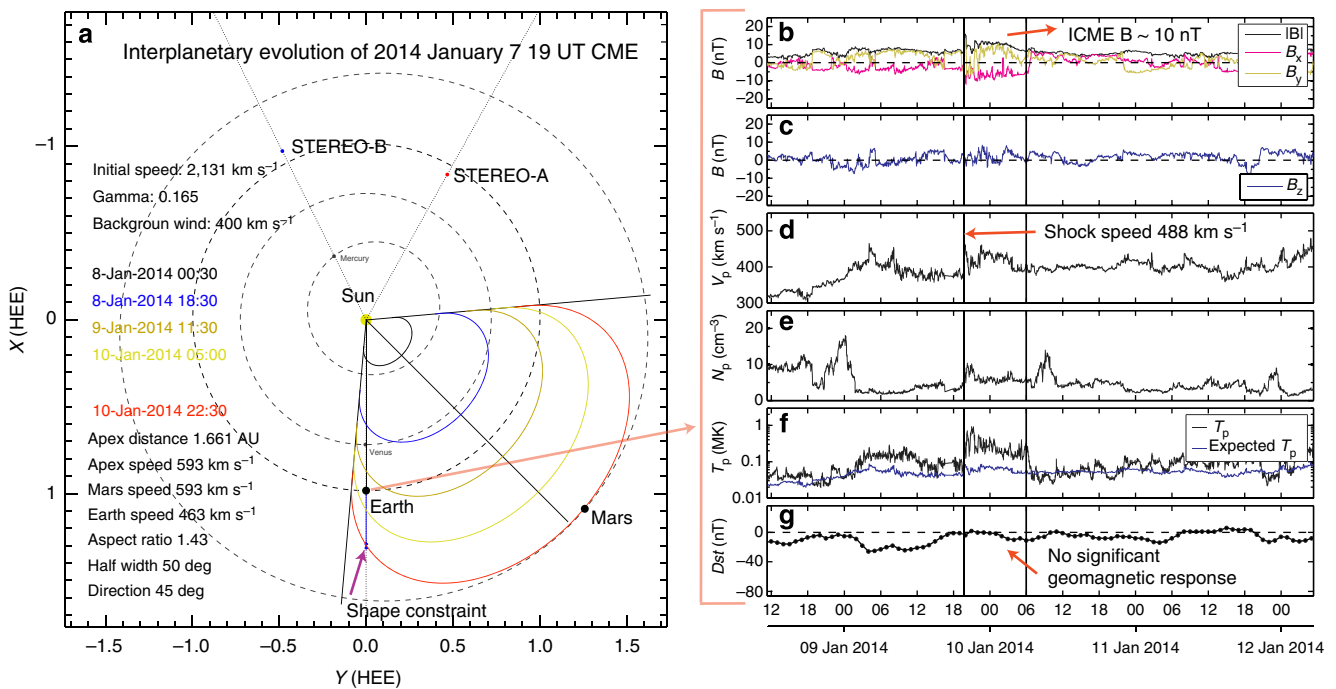 a
Interplanetary evolution of 2014 January 7 19 UT CME
STEREO-B
STEREO-A
Initial speed: 2,131 km s−1
Gamma: 0.165
Backgroun wind: 400 km s−1
Mercury
8-Jan-2014 00:30
Sun
8-Jan-2014 18:30
9-Jan-2014 11:30
10-Jan-2014 05:00
10-Jan-2014 22:30
Apex distance 1.661 AU
Venus
Apex speed 593 km s−1
Mars speed 593 km s−1
Earth
Mars
Earth speed 463 km s−1
Aspect ratio 1.43
Half width 50 deg
Direction 45 deg
Shape constraint
X (HEE)
−1
0
1
−1.5 −1.0 −0.5 0.0 0.5 1.0 1.5
Y (HEE)
b
ICME B ~ 10 nT
IBI
Bx
By
B (nT)
20
10
0
−10
−20
c
Bz
B (nT)
20
10
0
−10
−20
d
Shock speed 488 km s−1
Vp (km s−1)
500
400
300
e
Np (cm−3)
20
10
5
0
f
Tp
Expected Tp
Tp (MK)
1
0.1
0.01
g
No significant
geomagnetic response
Dst (nT)
0
−40
−80
12 18 00 06 12 18 00 06 12 18 00 06 12 18 00
09 Jan 2014 10 Jan 2014 11 Jan 2014 12 Jan 2014